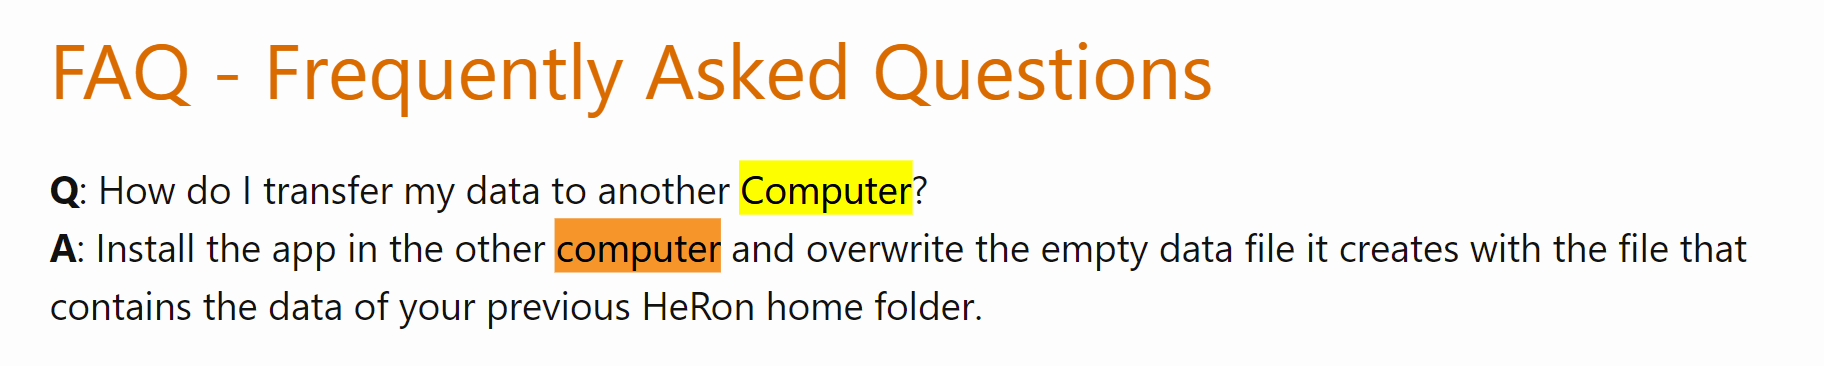 FAQ - Frequently Asked Questions
Q: How do I transfer my data to another Computer?
A: Install the app in the other computer and overwrite the empty data file it creates with the file that
contains the data of your previous HeRon home folder.